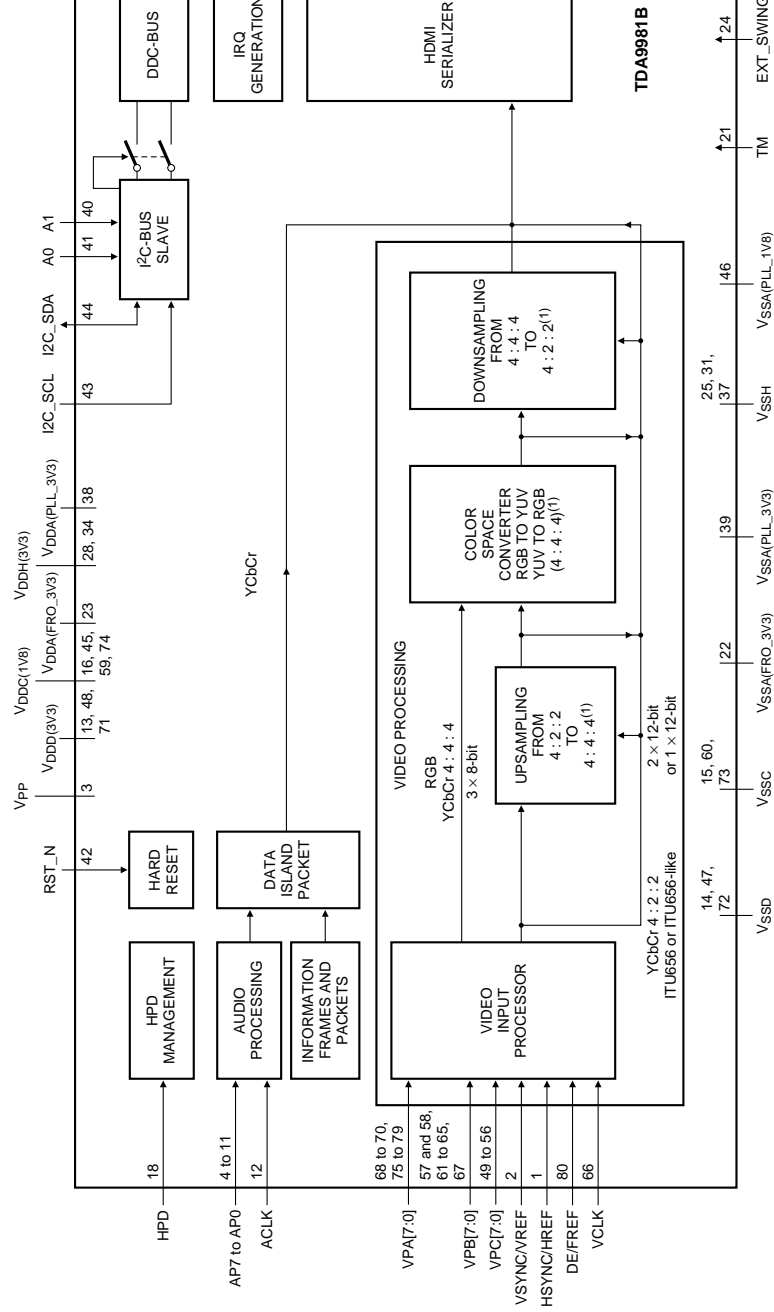 RST_N
42
VPP
3
VDDD(3V3)
13, 48,
71
VDDC(1V8)
16, 45,
59, 74
VDDA(FRO_3V3)
23
VDDH(3V3)
28, 34
VDDA(PLL_3V3)
38
I2C_SCL
43
I2C_SDA
44
A0
41
A1
40
HPD
18
HPD
MANAGEMENT
HARD
RESET
I2C-BUS
SLAVE
DDC-BUS
IRQ
GENERATION
AP7 to AP0
4 to 11
ACLK
12
AUDIO
PROCESSING
INFORMATION
FRAMES AND
PACKETS
DATA
ISLAND
PACKET
YCbCr
HDMI
SERIALIZER
VIDEO PROCESSING
VPA[7:0]
68 to 70,
75 to 79
VPB[7:0]
57 and 58,
61 to 65,
67
VPC[7:0]
49 to 56
VSYNC/VREF
2
HSYNC/HREF
1
DE/FREF
80
VCLK
66
VIDEO
INPUT
PROCESSOR
RGB
YCbCr 4 : 4 : 4
3 × 8-bit
UPSAMPLING
FROM
4 : 2 : 2
TO
4 : 4 : 4(1)
COLOR
SPACE
CONVERTER
RGB TO YUV
YUV TO RGB
(4 : 4 : 4)(1)
DOWNSAMPLING
FROM
4 : 4 : 4
TO
4 : 2 : 2(1)
YCbCr 4 : 2 : 2
ITU656 or ITU656-like
2 × 12-bit
or 1 × 12-bit
TDA9981B
14, 47,
72
VSSD
15, 60,
73
VSSC
22
VSSA(FRO_3V3)
39
VSSA(PLL_3V3)
25, 31,
37
VSSH
46
VSSA(PLL_1V8)
21
TM
24
EXT_SWING